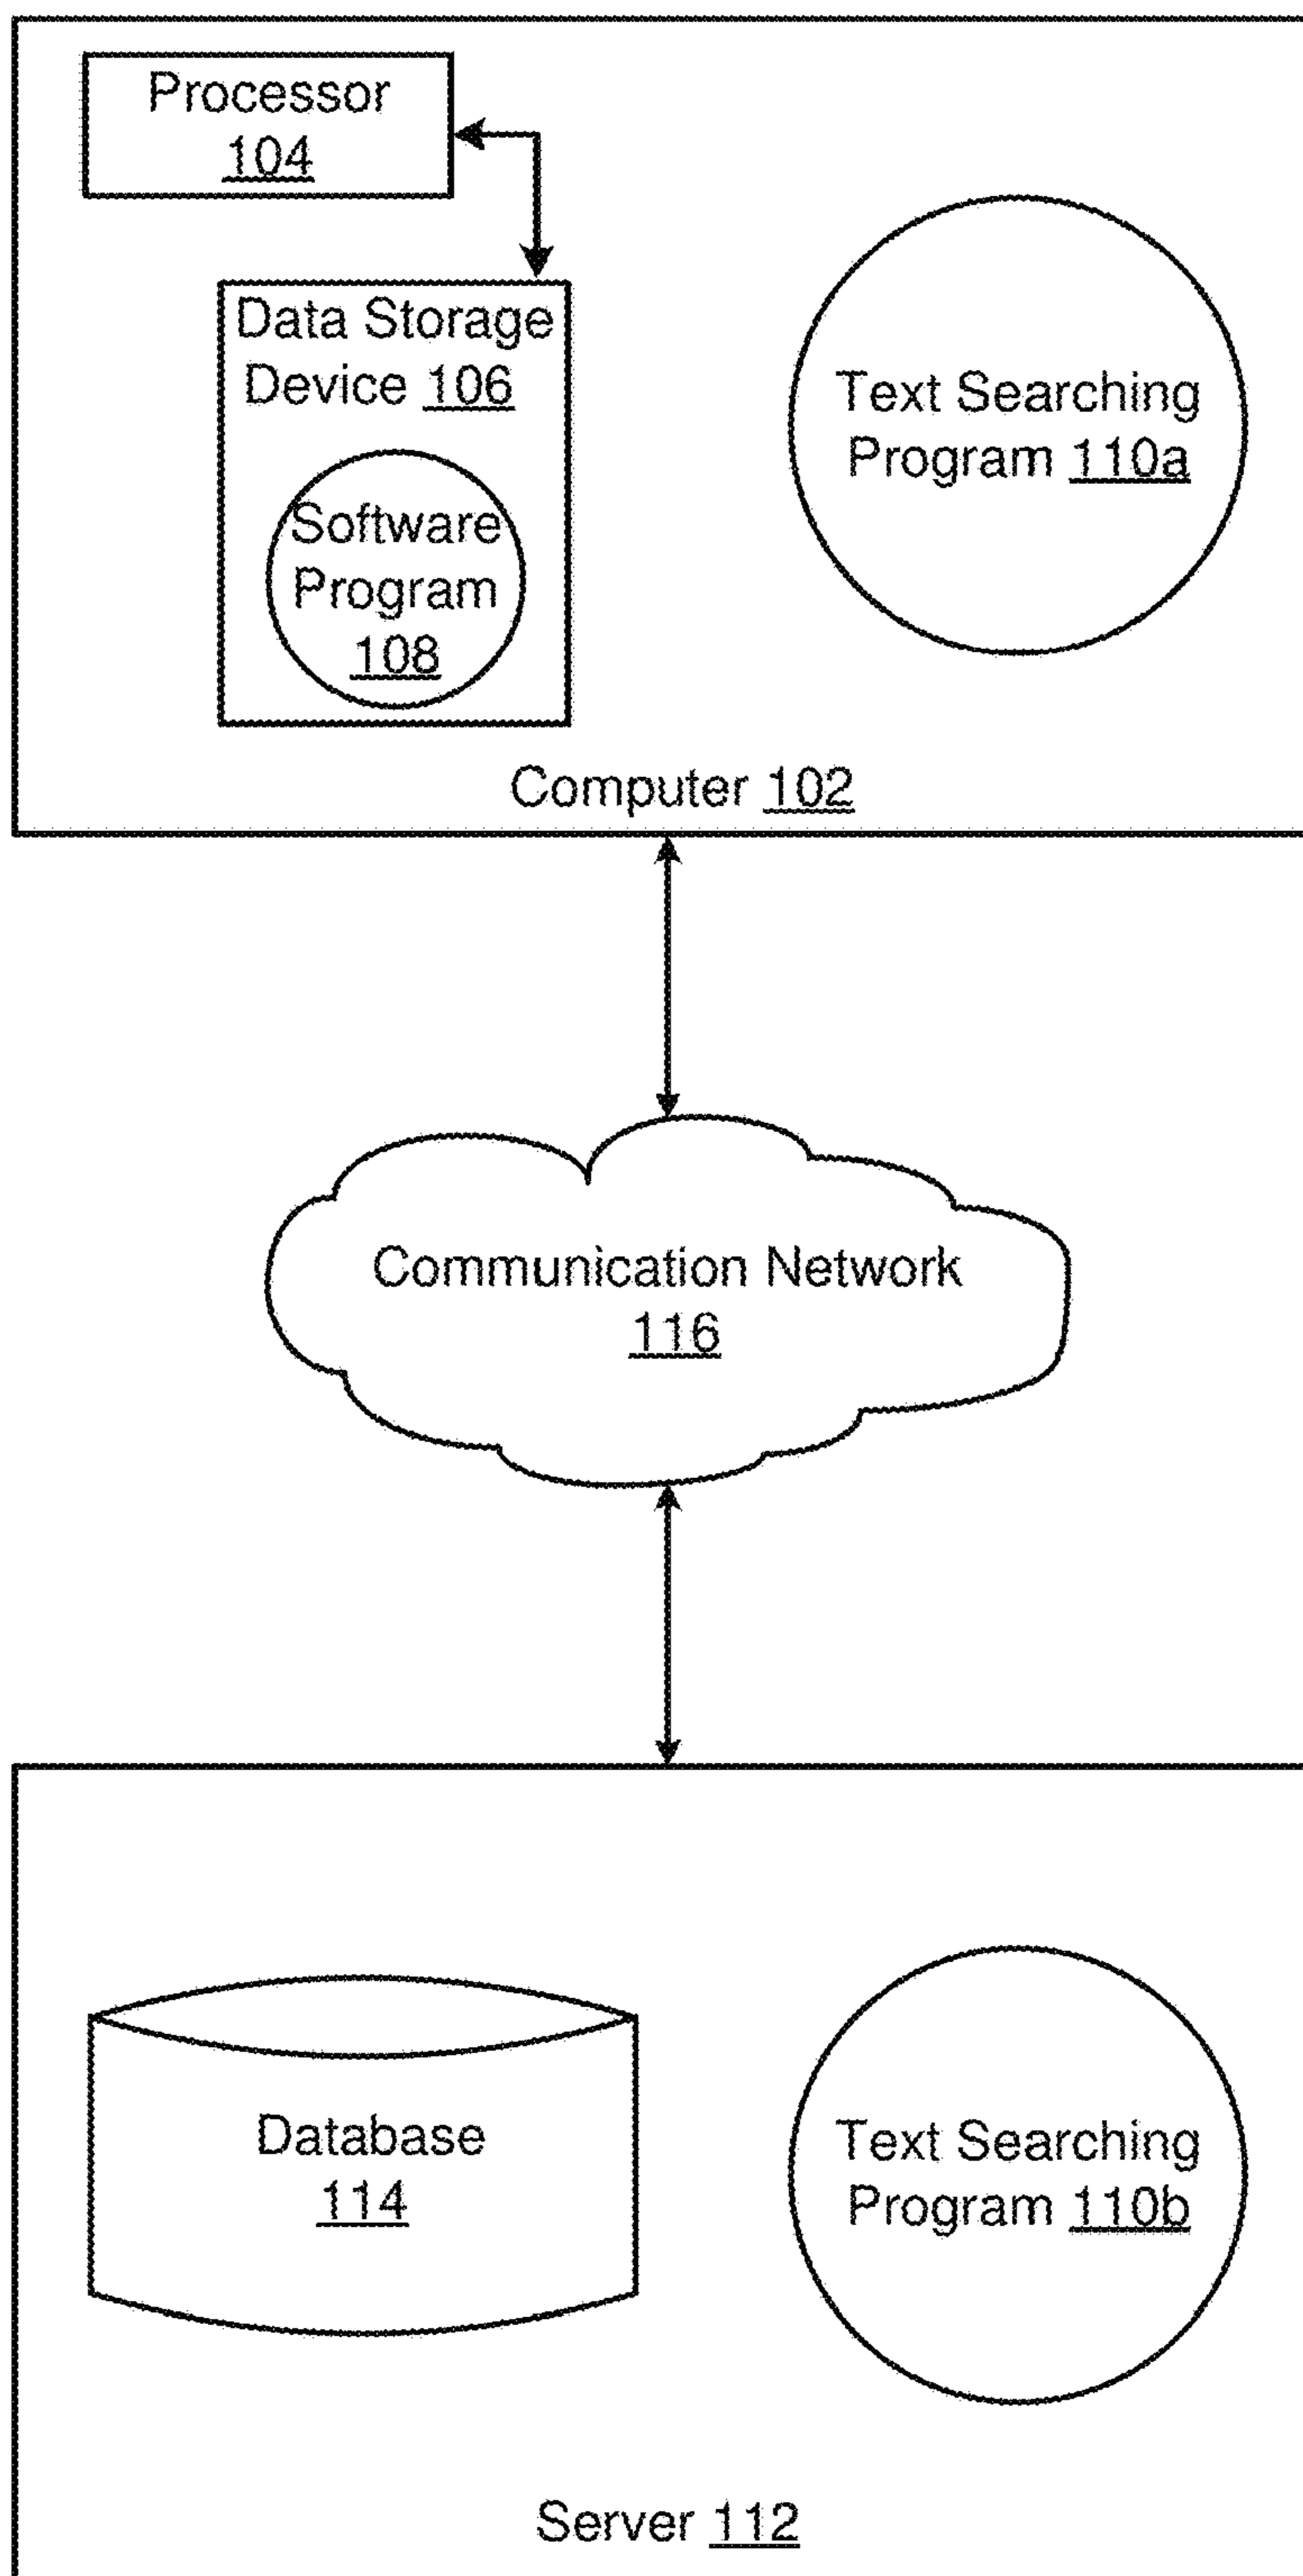 Processor
104
Data Storage
Device 106
Software
Program
108
Text Searching
Program 110a
Computer 102
Communication Network
116
Database
114
Text Searching
Program 110b
Server 112